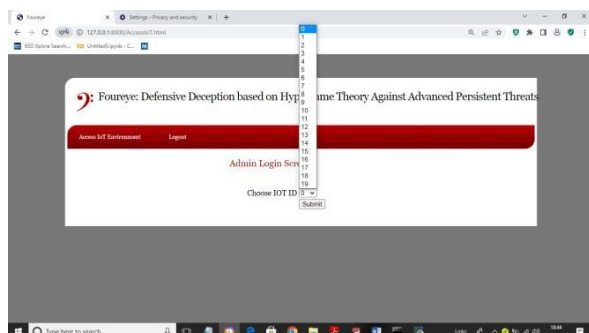 Foureye
Settings - Privacy and security
VPN
127.0.0.1:8000/AccessIoT.html
IEEE Xplore Search...
Untitled5.ipynb - C...
M
Foureye: Defensive Deception based on Hyp
ame Theory Against Advanced Persistent Threats
Access IoT Environment
Logout
Admin Login Scre
Choose IOT ID
0
0
1
2
3
4
5
6
7
8
9
10
11
12
13
14
15
16
17
18
19
Submit
Type here to search
Links
18:44